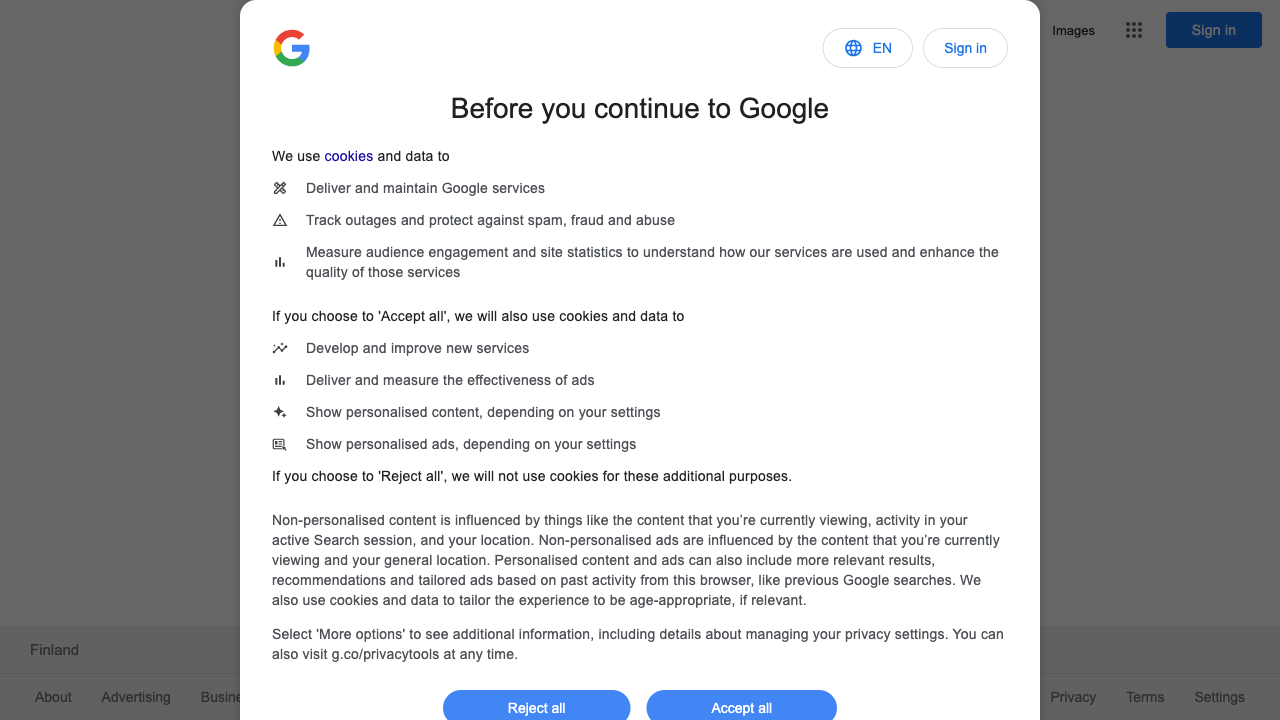 Images
Sign in
EN
Sign in
Before you continue to Google
We use cookies and data to
Deliver and maintain Google services
Track outages and protect against spam, fraud and abuse
Measure audience engagement and site statistics to understand how our services are used and enhance the
quality of those services
If you choose to 'Accept all', we will also use cookies and data to
Develop and improve new services
Deliver and measure the effectiveness of ads
Show personalised content, depending on your settings
Show personalised ads, depending on your settings
If you choose to 'Reject all', we will not use cookies for these additional purposes.
Non-personalised content is influenced by things like the content that you’re currently viewing, activity in your
active Search session, and your location. Non-personalised ads are influenced by the content that you’re currently
viewing and your general location. Personalised content and ads can also include more relevant results,
recommendations and tailored ads based on past activity from this browser, like previous Google searches. We
also use cookies and data to tailor the experience to be age-appropriate, if relevant.
Select 'More options' to see additional information, including details about managing your privacy settings. You can
also visit g.co/privacytools at any time.
Reject all
Accept all
Finland
About
Advertising
Busine
Privacy
Terms
Settings